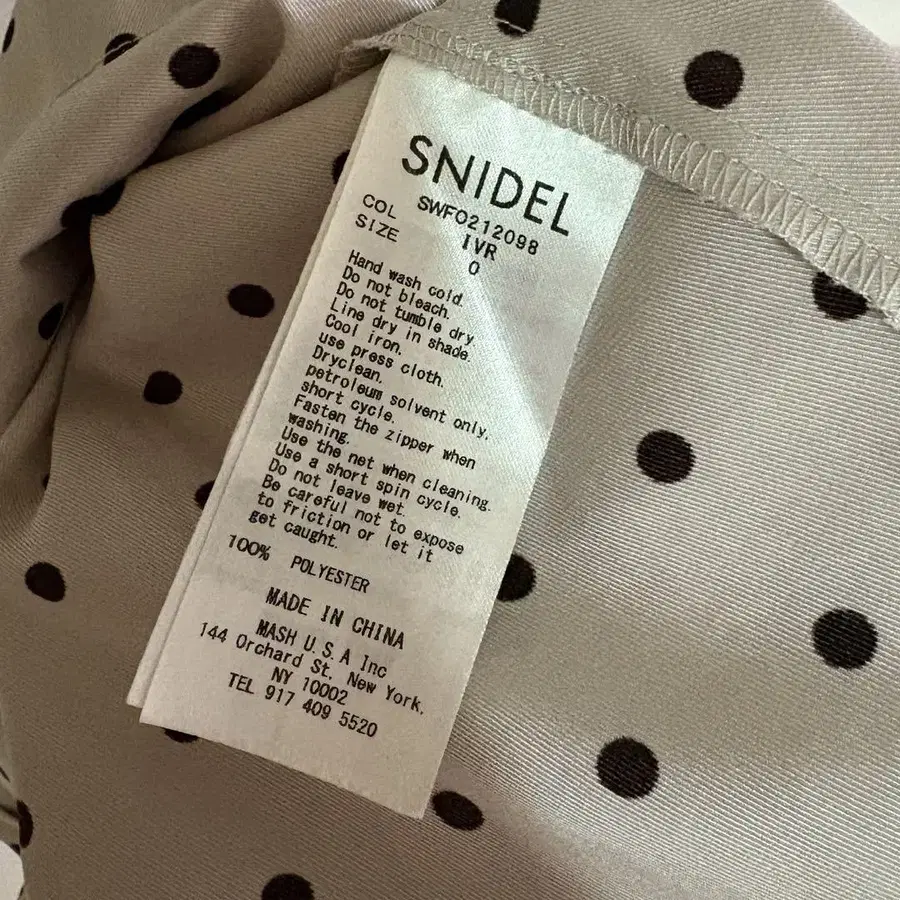 SNIDEL
SWFO212098
COL IVR
SIZE 0
Hand wash cold.
Do not bleach.
Do not tumble dry
Line dry in shade.
Cool iron.
use press cloth.
Dryclean.
petroleum solvent only.
short cycle.
Fasten the zipper when
washing.
Use the net when cleaning.
Use a short spin cycle.
Do not leave wet.
Be careful not to expose
to friction or let it
get caught.
100% POLYESTER
MADE IN CHINA
MASH U.S.A Inc
144 Orchard St. New York,
NY 10002
TEL 917 409 5520